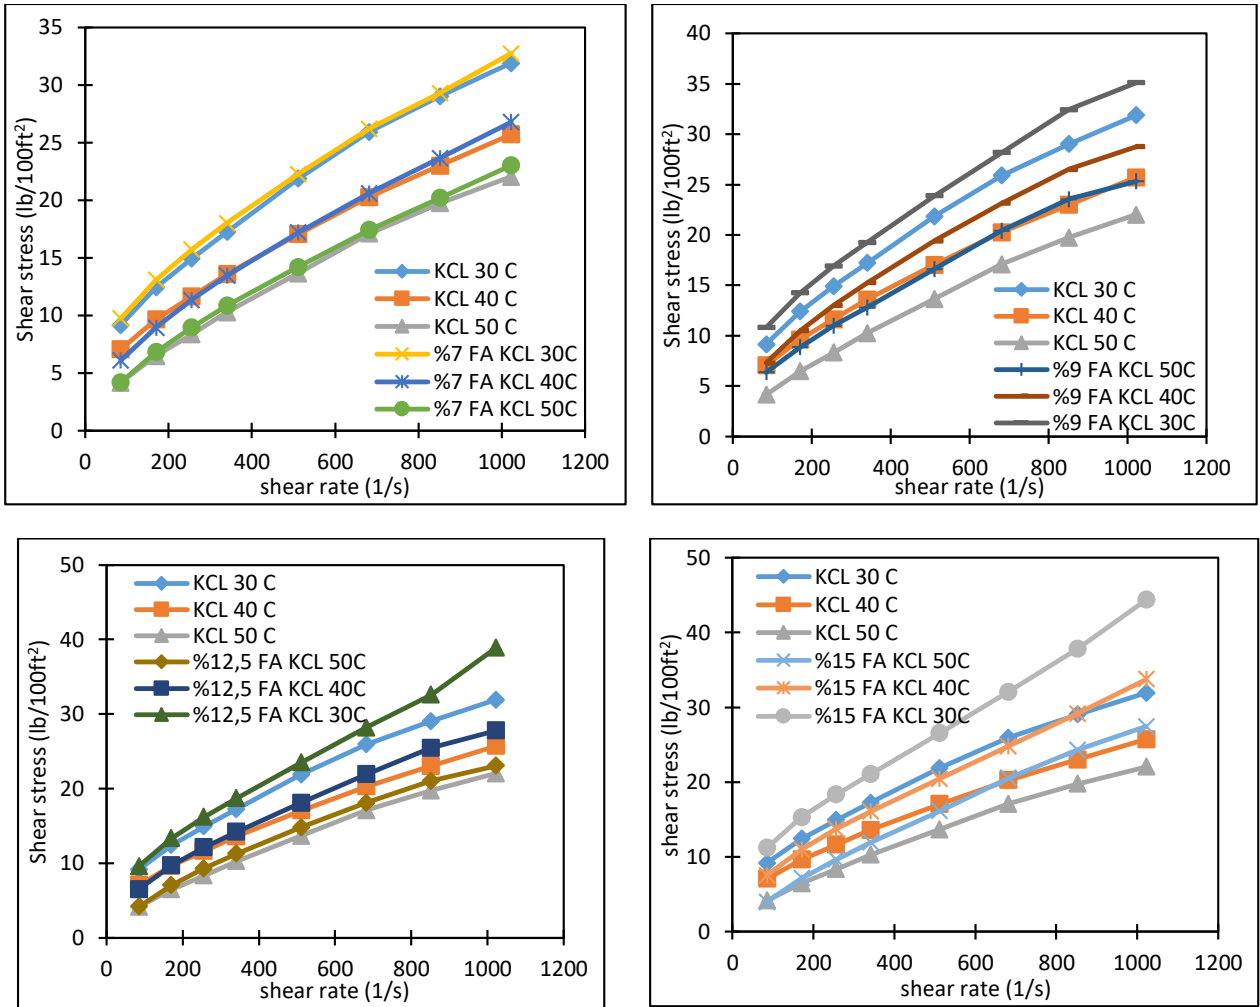 35
30
25
20
15
10
5
0
Shear stress (lb/100ft²)
KCL 30 C
KCL 40 C
KCL 50 C
%7 FA KCL 30C
%7 FA KCL 40C
%7 FA KCL 50C
0 200 400 600 800 1000 1200
shear rate (1/s)
40
35
30
25
20
15
10
5
0
Shear stress (lb/100ft²)
KCL 30 C
KCL 40 C
KCL 50 C
%9 FA KCL 50C
%9 FA KCL 40C
%9 FA KCL 30C
0 200 400 600 800 1000 1200
shear rate (1/s)
50
40
30
20
10
0
Shear stress (lb/100ft²)
KCL 30 C
KCL 40 C
KCL 50 C
%12,5 FA KCL 50C
%12,5 FA KCL 40C
%12,5 FA KCL 30C
0 200 400 600 800 1000 1200
shear rate (1/s)
50
40
30
20
10
0
shear stress (lb/100ft²)
KCL 30 C
KCL 40 C
KCL 50 C
%15 FA KCL 50C
%15 FA KCL 40C
%15 FA KCL 30C
0 200 400 600 800 1000 1200
shear rate (1/s)